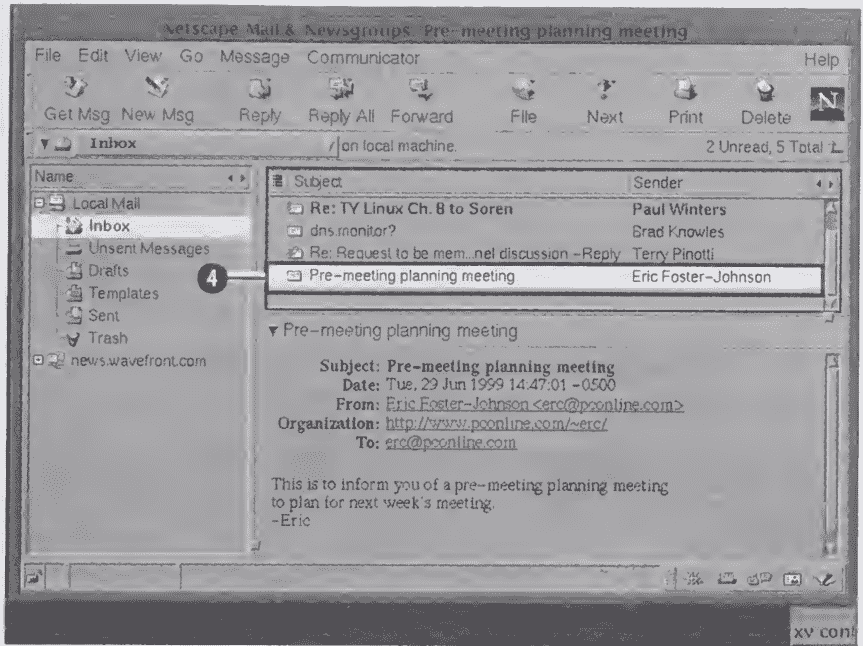 Netscape Mail & Newsgroups: Pre-meeting planning meeting
File Edit View Go Message Communicator Help
Get Msg New Msg Reply Reply All Forward File Next Print Delete N
Inbox on local machine. 2 Unread, 5 Total
Name
Subject Sender
Local Mail
Inbox
Unsent Messages
Drafts
Templates
Sent
Trash
news.wavefront.com
Re: TY Linux Ch. 8 to Soren Paul Winters
dns.monitor? Brad Knowles
Re: Request to be mem...nel discussion -Reply Terry Pinotti
4
Pre-meeting planning meeting Eric Foster-Johnson
Pre-meeting planning meeting
Subject: Pre-meeting planning meeting
Date: Tue, 29 Jun 1999 14:47:01 -0500
From: Eric Foster-Johnson <erc@pconline.com>
Organization: http://www.pconline.com/~erc/
To: erc@pconline.com
This is to inform you of a pre-meeting planning meeting
to plan for next week's meeting.
-Eric
xv cont